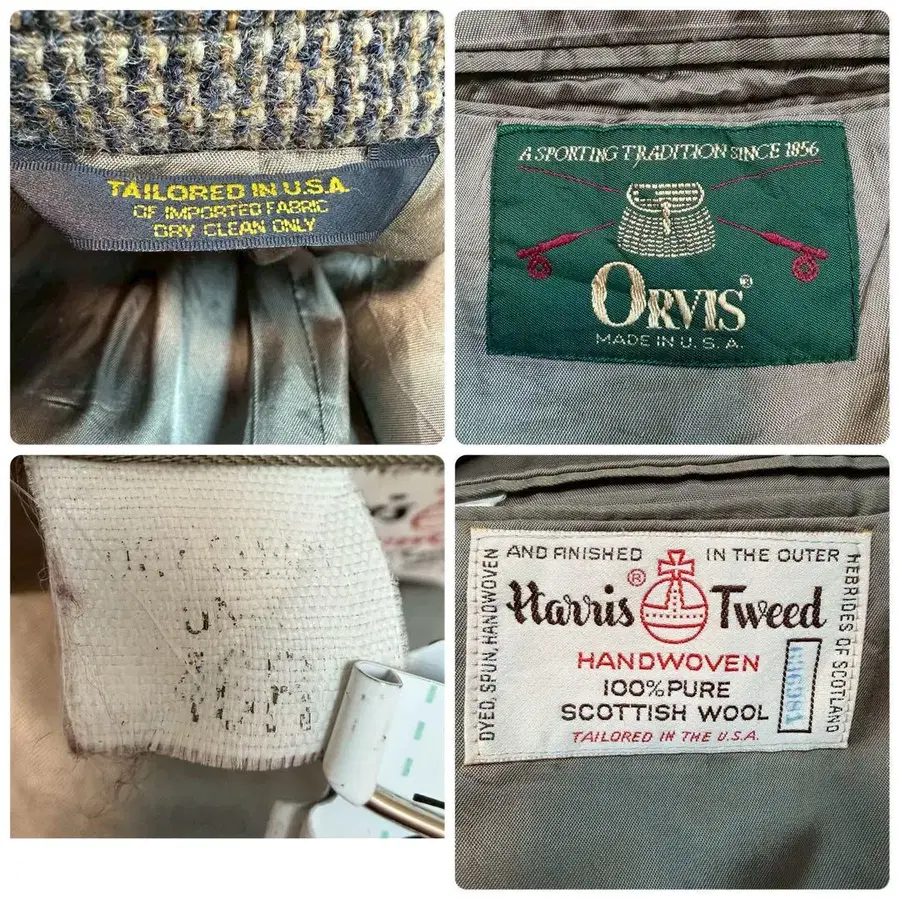 TAILORED IN U.S.A.
OF IMPORTED FABRIC
DRY CLEAN ONLY
A SPORTING TRADITION SINCE 1856
ORVIS®
MADE IN U.S.A.
DYED, SPUN, HANDWOVEN
AND FINISHED IN THE OUTER
HEBRIDES OF SCOTLAND
Harris® Tweed
HANDWOVEN
100% PURE
SCOTTISH WOOL
TAILORED IN THE U.S.A.